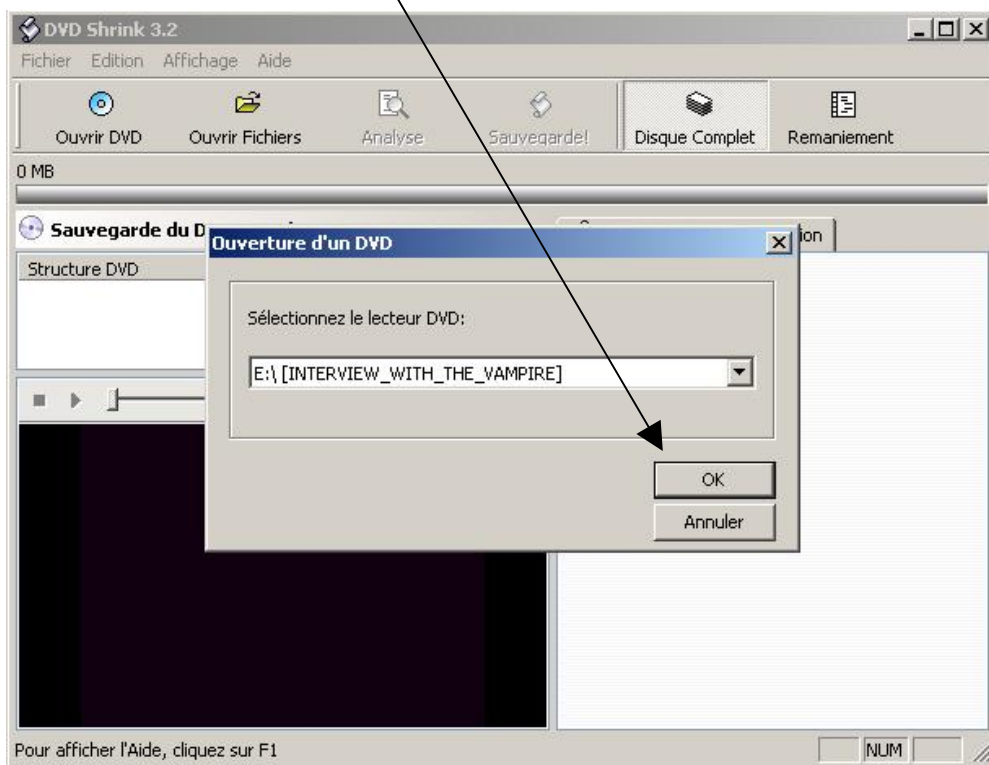 DVD Shrink 3.2
Fichier Edition Affichage Aide
Ouvrir DVD Ouvrir Fichiers Analyse Sauvegarde! Disque Complet Remaniement
0 MB
Sauvegarde du D
ion
Ouverture d'un DVD
Structure DVD
Sélectionnez le lecteur DVD:
E:\ [INTERVIEW_WITH_THE_VAMPIRE]
OK
Annuler
Pour afficher l'Aide, cliquez sur F1
NUM